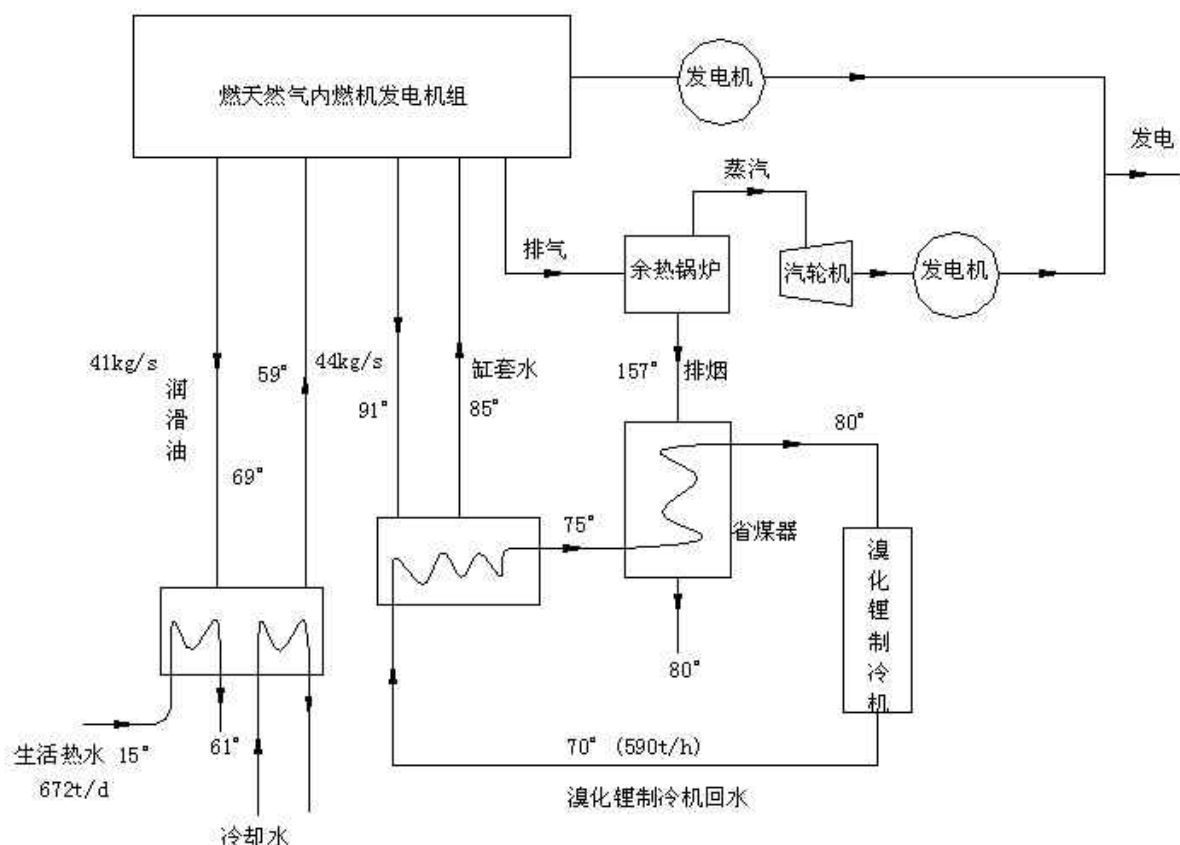 燃天然气内燃机发电机组
发电机
发电
蒸汽
排气
余热锅炉
汽轮机
发电机
41kg/s
润滑油
59°
44kg/s
缸套水
157°
排烟
91°
85°
80°
69°
75°
省煤器
溴化锂制冷机
80°
生活热水 15°
672t/d
61°
70° (590t/h)
溴化锂制冷机回水
冷却水